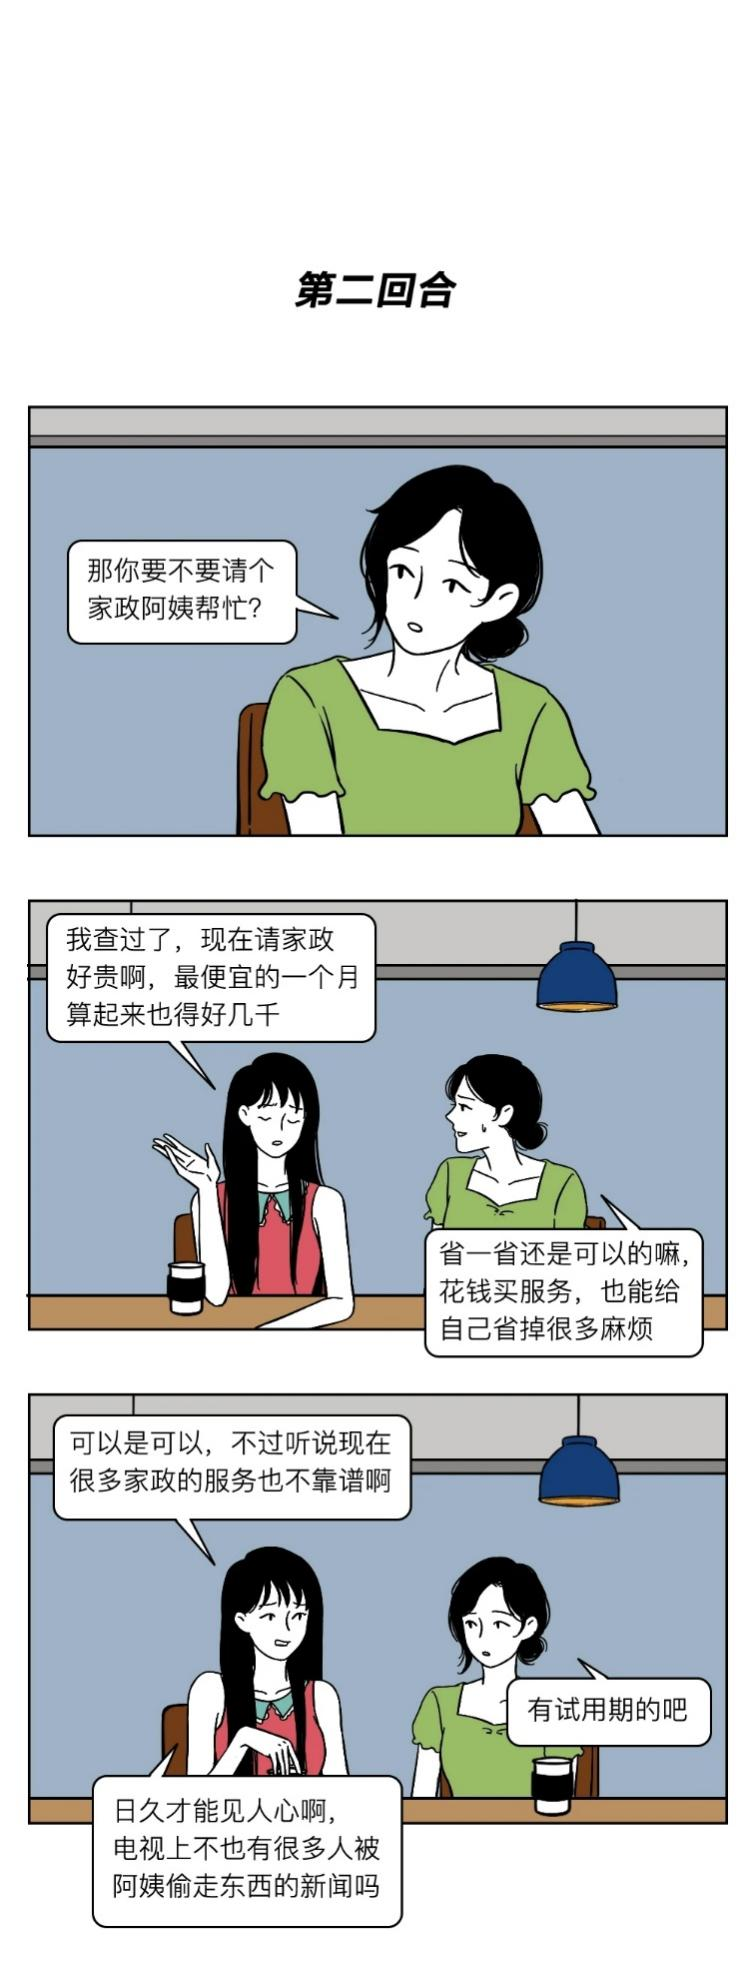 第二回合
那你要不要请个
家政阿姨帮忙？
我查过了，现在请家政
好贵啊，最便宜的一个月
算起来也得好几千
省一省还是可以的嘛，
花钱买服务，也能给
自己省掉很多麻烦
可以是可以，不过听说现在
很多家政的服务也不靠谱啊
有试用期的吧
日久才能见人心啊，
电视上不也有很多人被
阿姨偷走东西的新闻吗